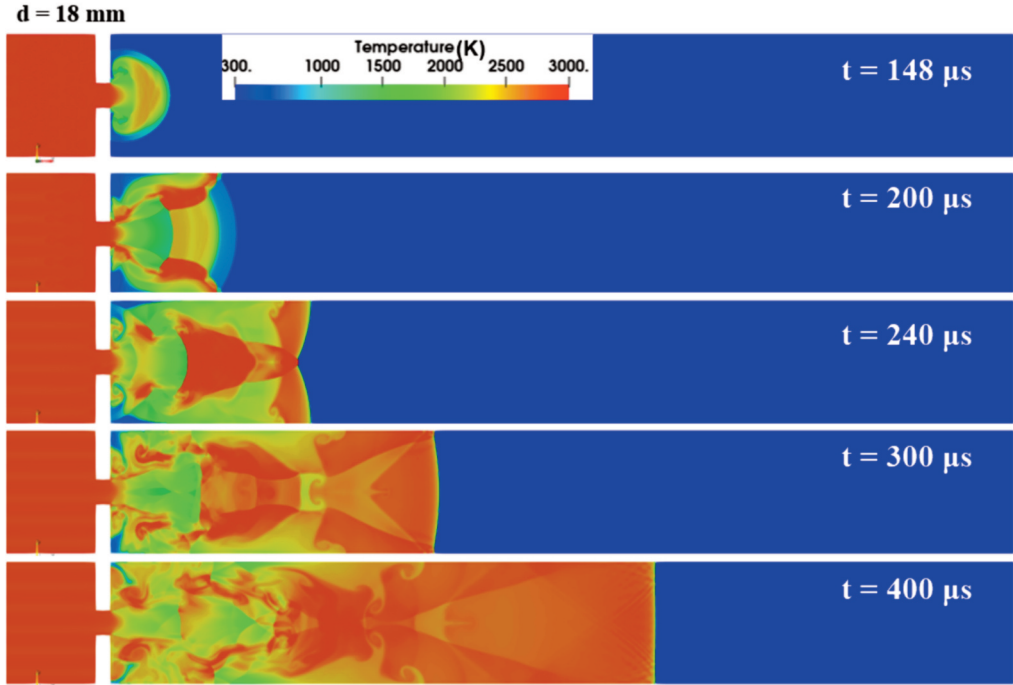 d = 18 mm
Temperature(K)
300. 1000 1500 2000 2500 3000.
t = 148 μs
t = 200 μs
t = 240 μs
t = 300 μs
t = 400 μs